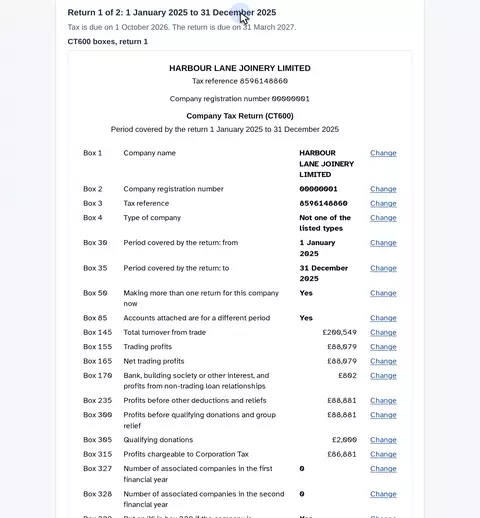 Return 1 of 2: 1 January 2025 to 31 December 2025
Tax is due on 1 October 2026. The return is due on 31 March 2027.
CT600 boxes, return 1
HARBOUR LANE JOINERY LIMITED
Tax reference 8596148860
Company registration number 00000001
Company Tax Return (CT600)
Period covered by the return 1 January 2025 to 31 December 2025
Box 1 Company name HARBOUR Change
LANE JOINERY
LIMITED
Box 2 Company registration number 00000001 Change
Box 3 Tax reference 8596148860 Change
Box 4 Type of company Not one of the Change
listed types
Box 30 Period covered by the return: from 1 January Change
2025
Box 35 Period covered by the return: to 31 December Change
2025
Box 50 Making more than one return for this company Yes Change
now
Box 85 Accounts attached are for a different period Yes Change
Box 145 Total turnover from trade £200,549 Change
Box 155 Trading profits £88,079 Change
Box 165 Net trading profits £88,079 Change
Box 170 Bank, building society or other interest, and £802 Change
profits from non-trading loan relationships
Box 235 Profits before other deductions and reliefs £88,881 Change
Box 300 Profits before qualifying donations and group £88,881 Change
relief
Box 305 Qualifying donations £2,000 Change
Box 315 Profits chargeable to Corporation Tax £86,881 Change
Box 327 Number of associated companies in the first 0 Change
financial year
Box 328 Number of associated companies in the second 0 Change
financial year